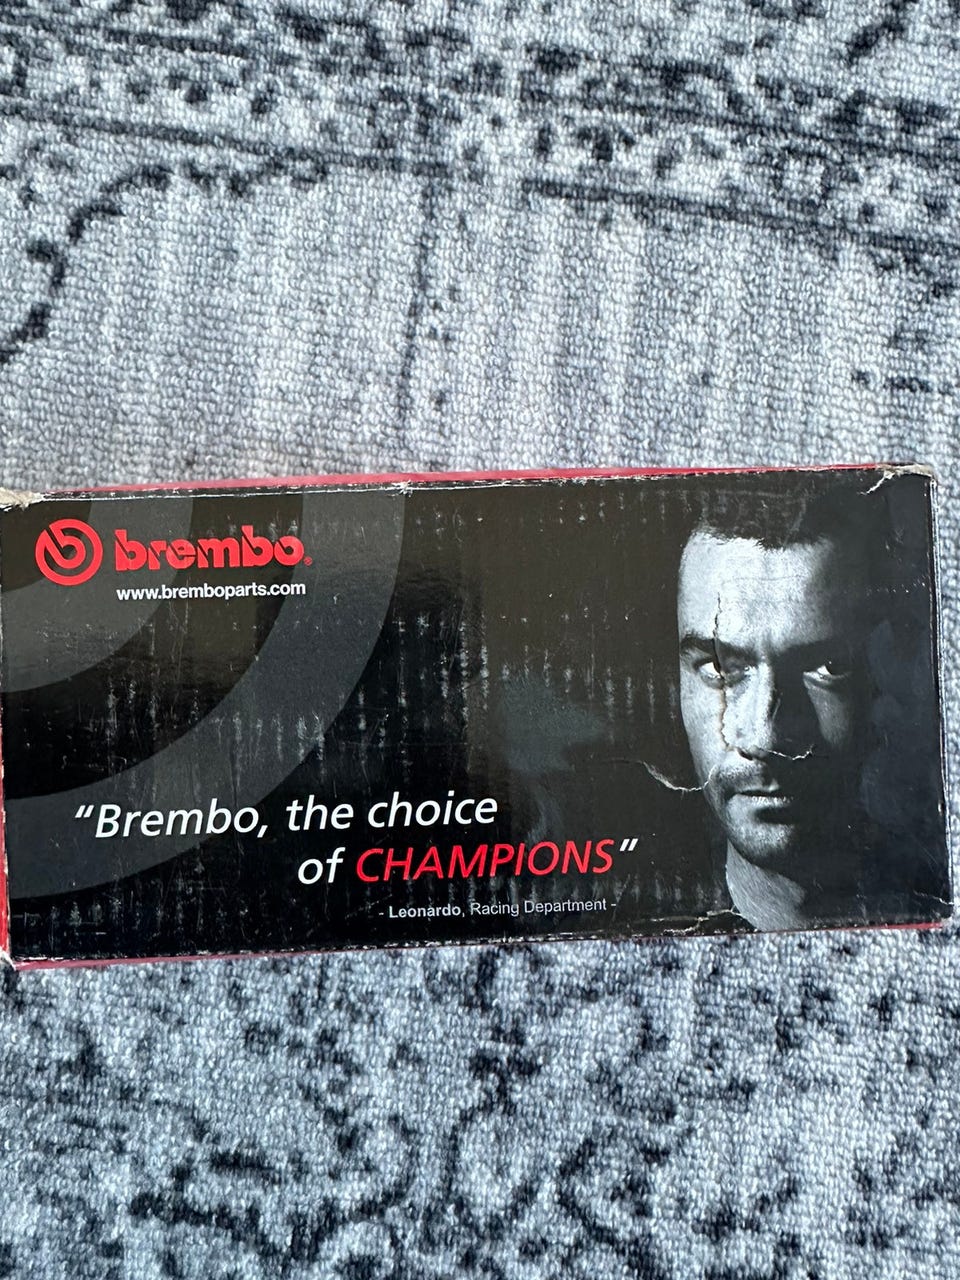 brembo®
www.bremboparts.com
“Brembo, the choice
of CHAMPIONS”
- Leonardo, Racing Department -